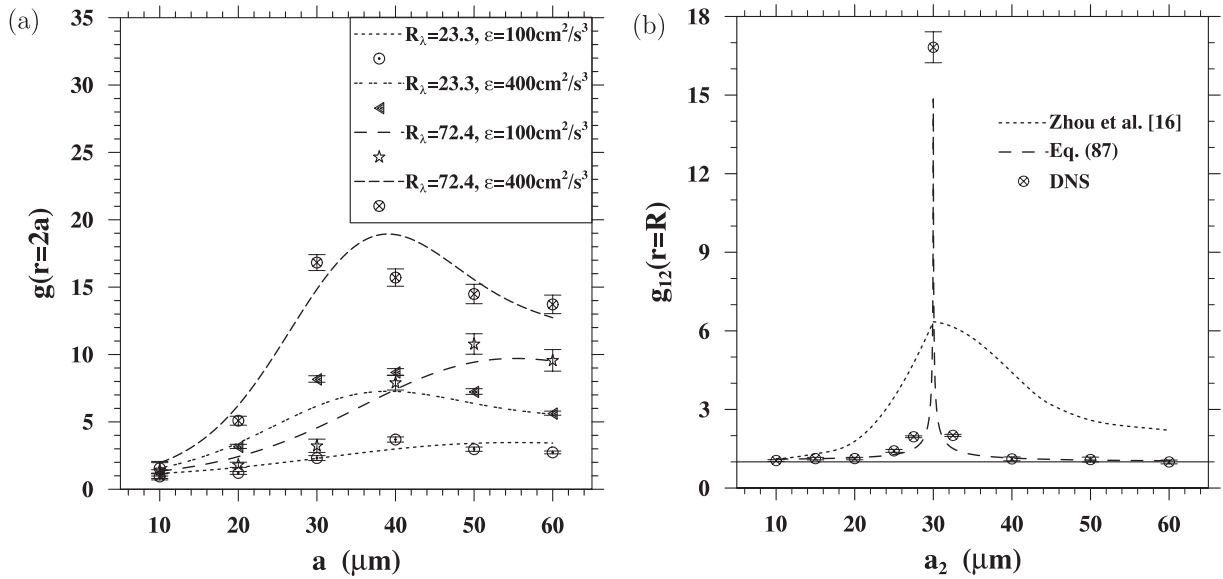 (a)
35
30
25
20
15
10
5
0
g(r=2a)
R_λ=23.3, ε=100cm²/s³
R_λ=23.3, ε=400cm²/s³
R_λ=72.4, ε=100cm²/s³
R_λ=72.4, ε=400cm²/s³
10 20 30 40 50 60
a (μm)
(b)
18
15
12
9
6
3
0
g₁₂(r=R)
Zhou et al. [16]
Eq. (87)
DNS
10 20 30 40 50 60
a₂ (μm)